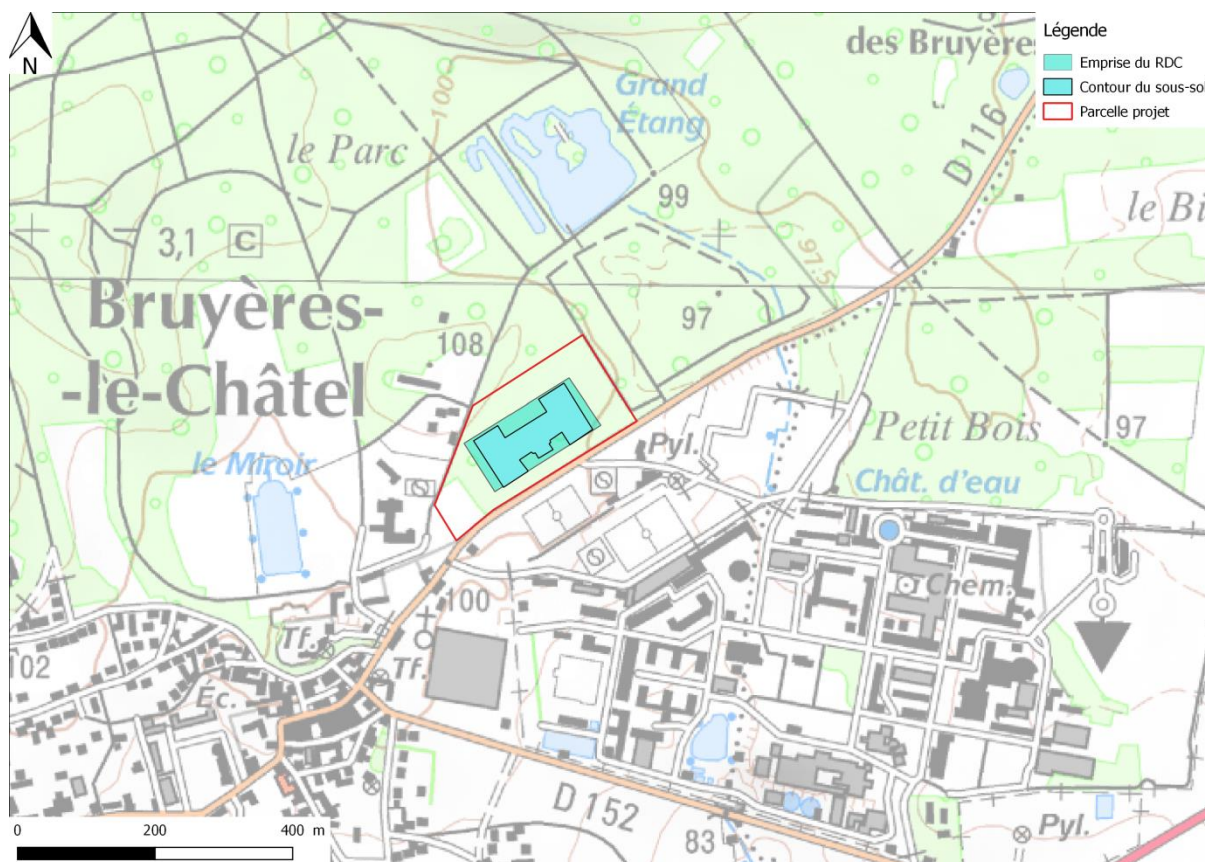 N
des Bruyères
Légende
Emprise du RDC
Contour du sous-sol
Parcelle projet
Grand
Étang
100
le Parc
D 116
99
le Bi
3,1
C
97,5
97
Bruyères-
-le-Châtel
108
le Miroir
Pyl.
Petit Bois
97
Chât. d'eau
Chem.
100
Tf.
Tf.
102
Éc.
D 152
83
Pyl.
0
200
400 m